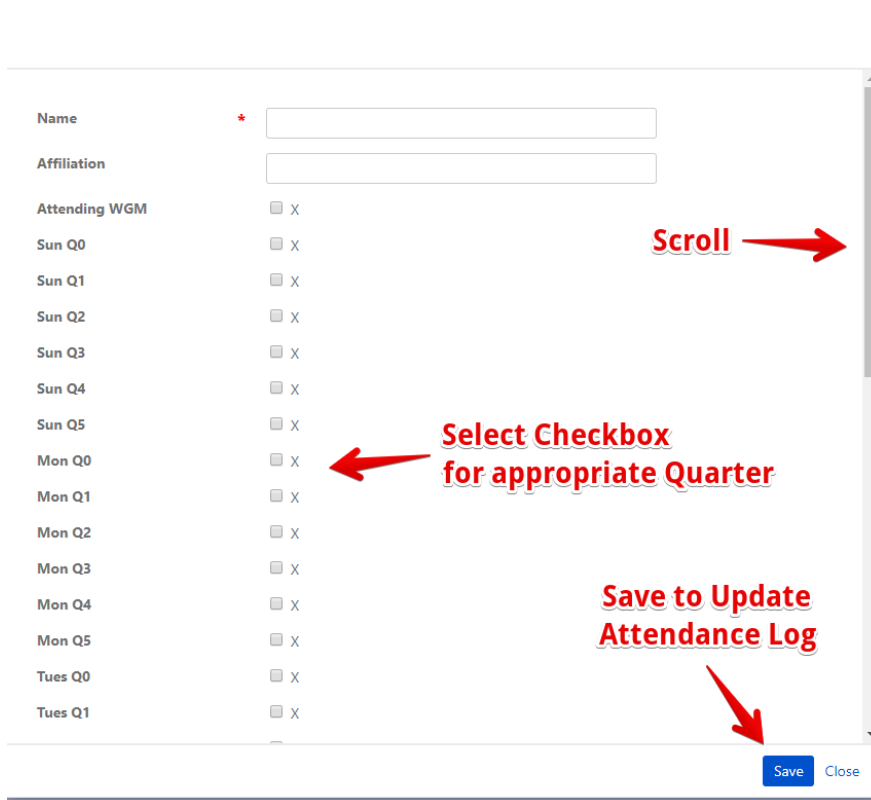 Name *
Affiliation
Attending WGM X
Sun Q0 X
Scroll
Sun Q1 X
Sun Q2 X
Sun Q3 X
Sun Q4 X
Sun Q5 X
Select Checkbox
for appropriate Quarter
Mon Q0 X
Mon Q1 X
Mon Q2 X
Mon Q3 X
Mon Q4 X
Mon Q5 X
Save to Update
Attendance Log
Tues Q0 X
Tues Q1 X
Save Close